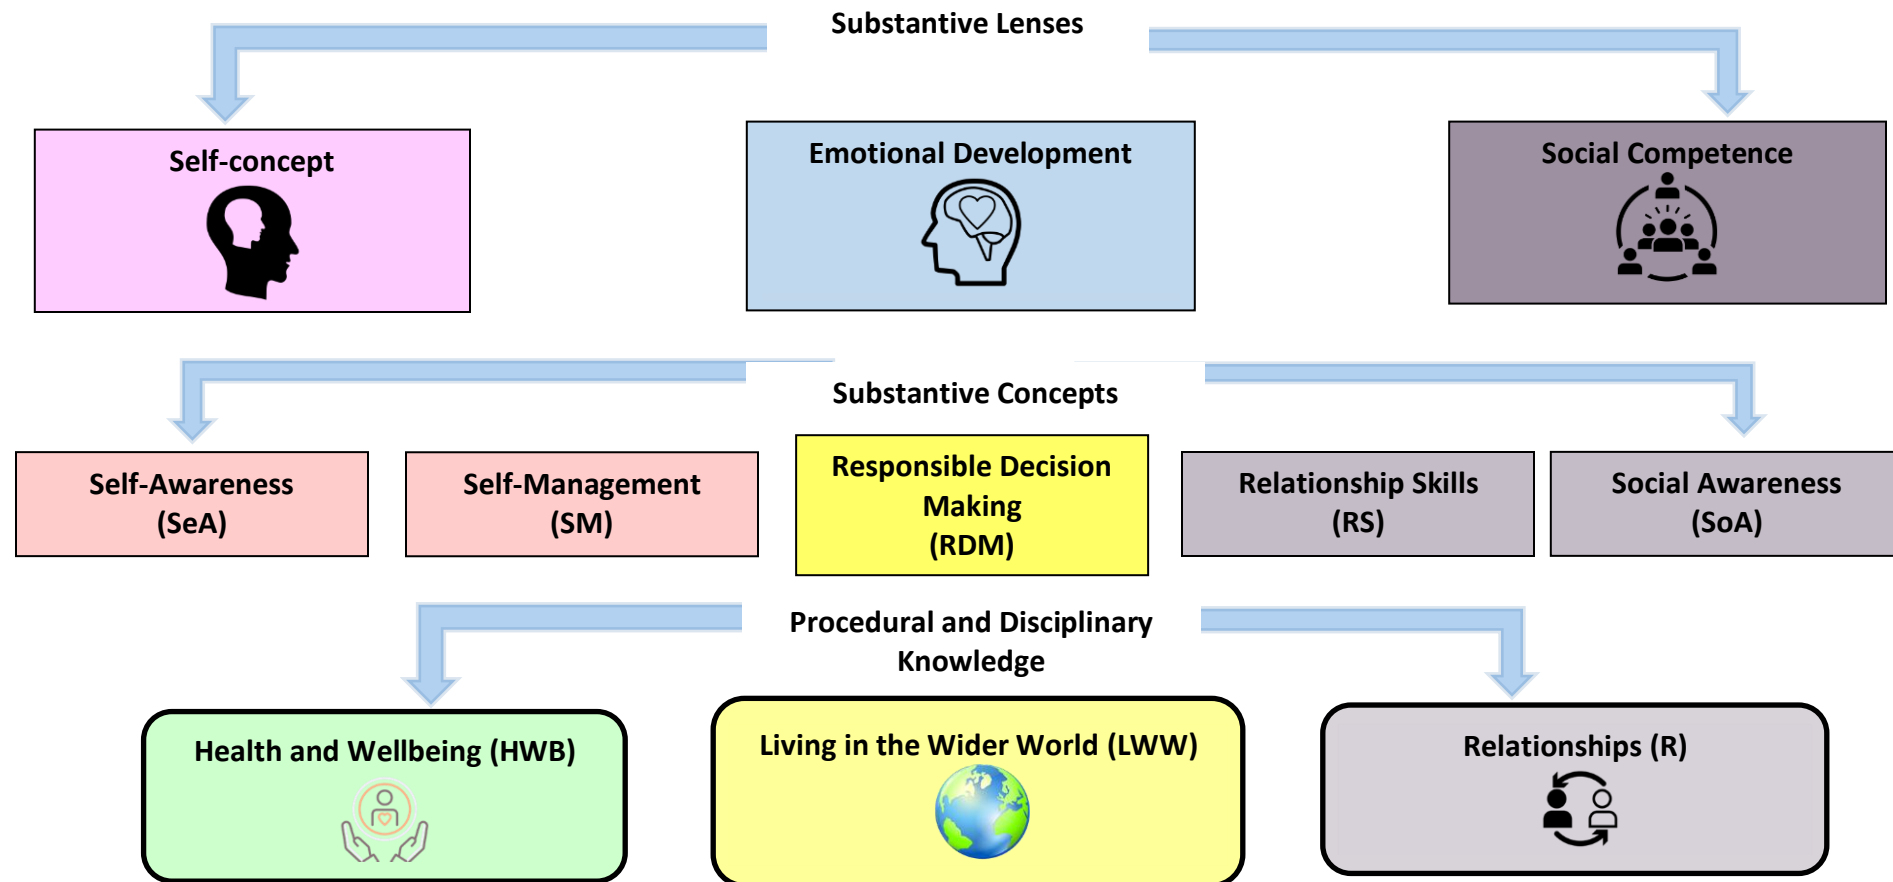 Substantive Lenses
Self-concept
Emotional Development
Social Competence
Substantive Concepts
Self-Awareness
(SeA)
Self-Management
(SM)
Responsible Decision
Making
(RDM)
Relationship Skills
(RS)
Social Awareness
(SoA)
Procedural and Disciplinary
Knowledge
Health and Wellbeing (HWB)
Living in the Wider World (LWW)
Relationships (R)